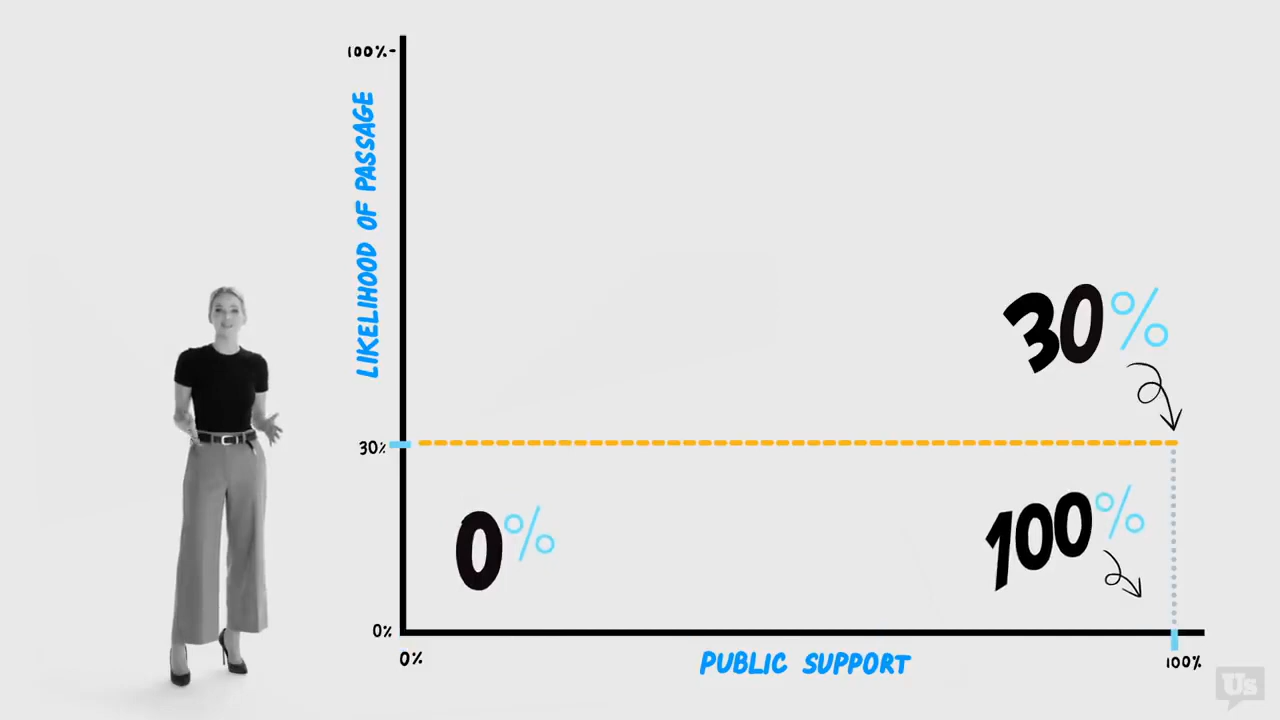 100%-
LIKELIHOOD OF PASSAGE
30%
30%
0%
100%
0%
0%
PUBLIC SUPPORT
100%
Us